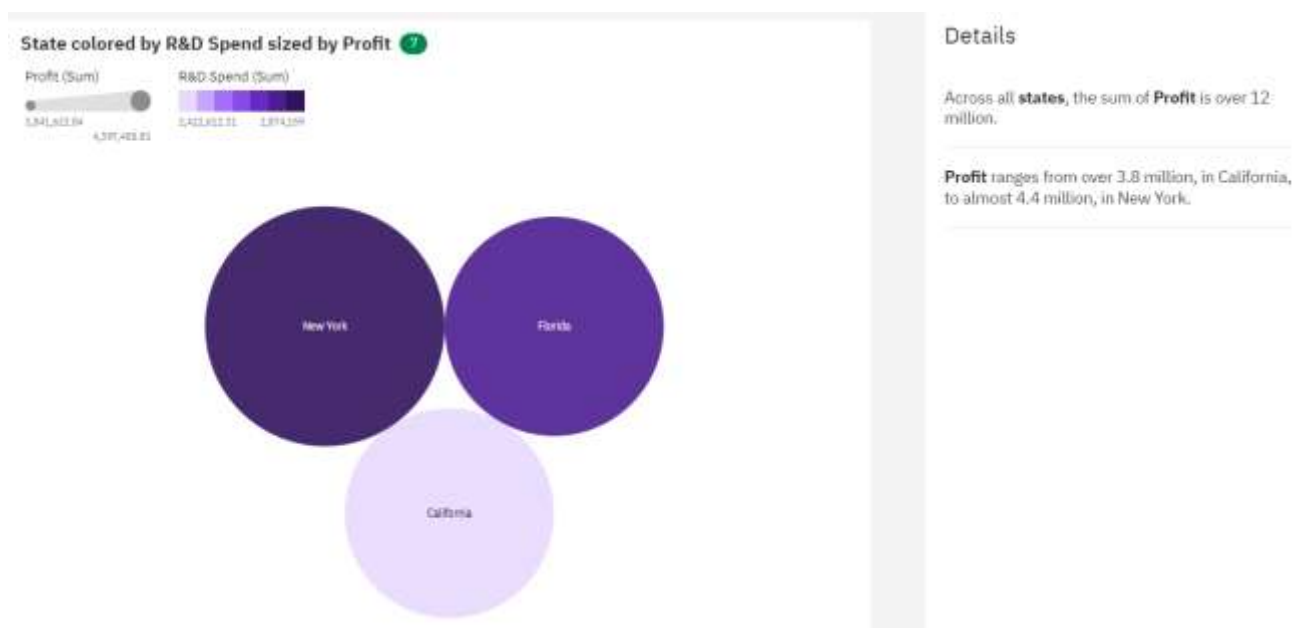 State colored by R&D Spend sized by Profit 7
Profit (Sum)
R&D Spend (Sum)
New York
Florida
California
Details
Across all states, the sum of Profit is over 12
million.
Profit ranges from over 3.8 million, in California,
to almost 4.4 million, in New York.